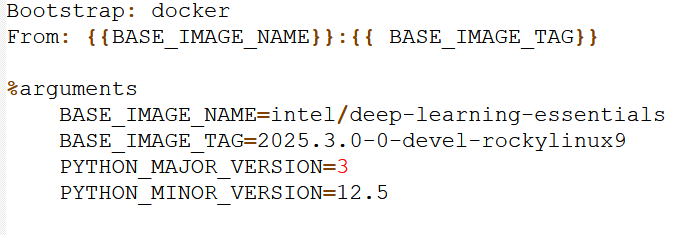 Bootstrap: docker
From: {{BASE_IMAGE_NAME}}:{{ BASE_IMAGE_TAG}}
%arguments
BASE_IMAGE_NAME=intel/deep-learning-essentials
BASE_IMAGE_TAG=2025.3.0-0-devel-rockylinux9
PYTHON_MAJOR_VERSION=3
PYTHON_MINOR_VERSION=12.5